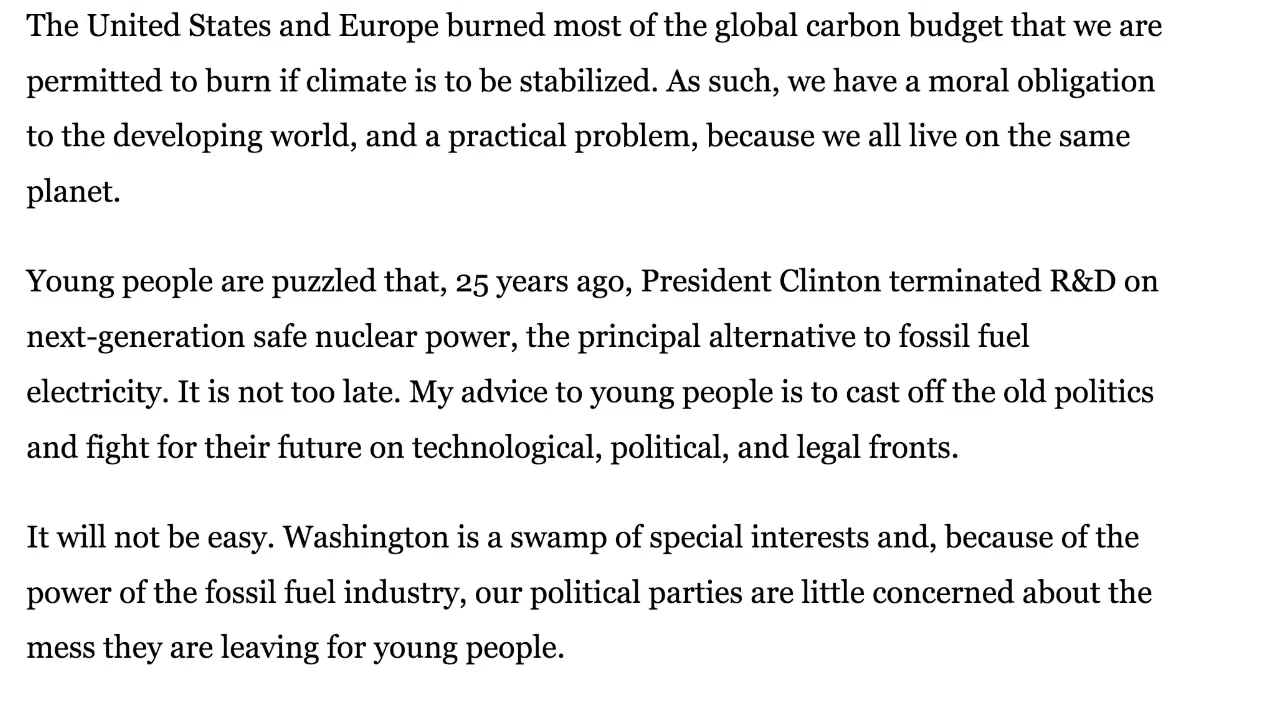 The United States and Europe burned most of the global carbon budget that we are
permitted to burn if climate is to be stabilized. As such, we have a moral obligation
to the developing world, and a practical problem, because we all live on the same
planet.
Young people are puzzled that, 25 years ago, President Clinton terminated R&D on
next-generation safe nuclear power, the principal alternative to fossil fuel
electricity. It is not too late. My advice to young people is to cast off the old politics
and fight for their future on technological, political, and legal fronts.
It will not be easy. Washington is a swamp of special interests and, because of the
power of the fossil fuel industry, our political parties are little concerned about the
mess they are leaving for young people.